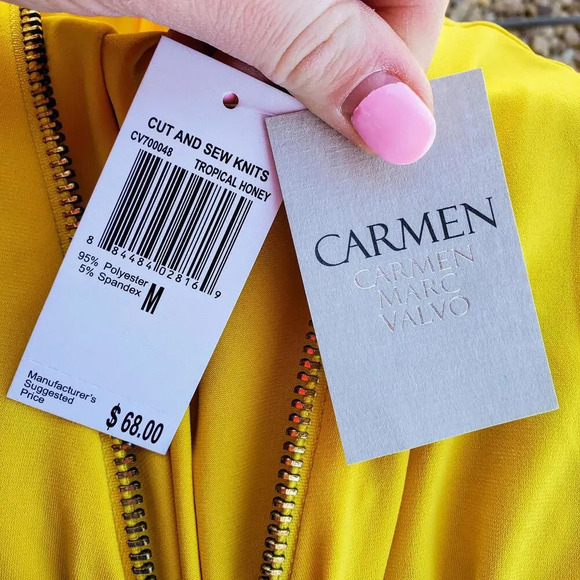 CUT AND SEW KNITS
CV700048 TROPICAL HONEY
8 84484 02816 9
95% Polyester
5% Spandex
M
Manufacturer's
Suggested
Price
$ 68.00
CARMEN
CARMEN
MARC
VALVO